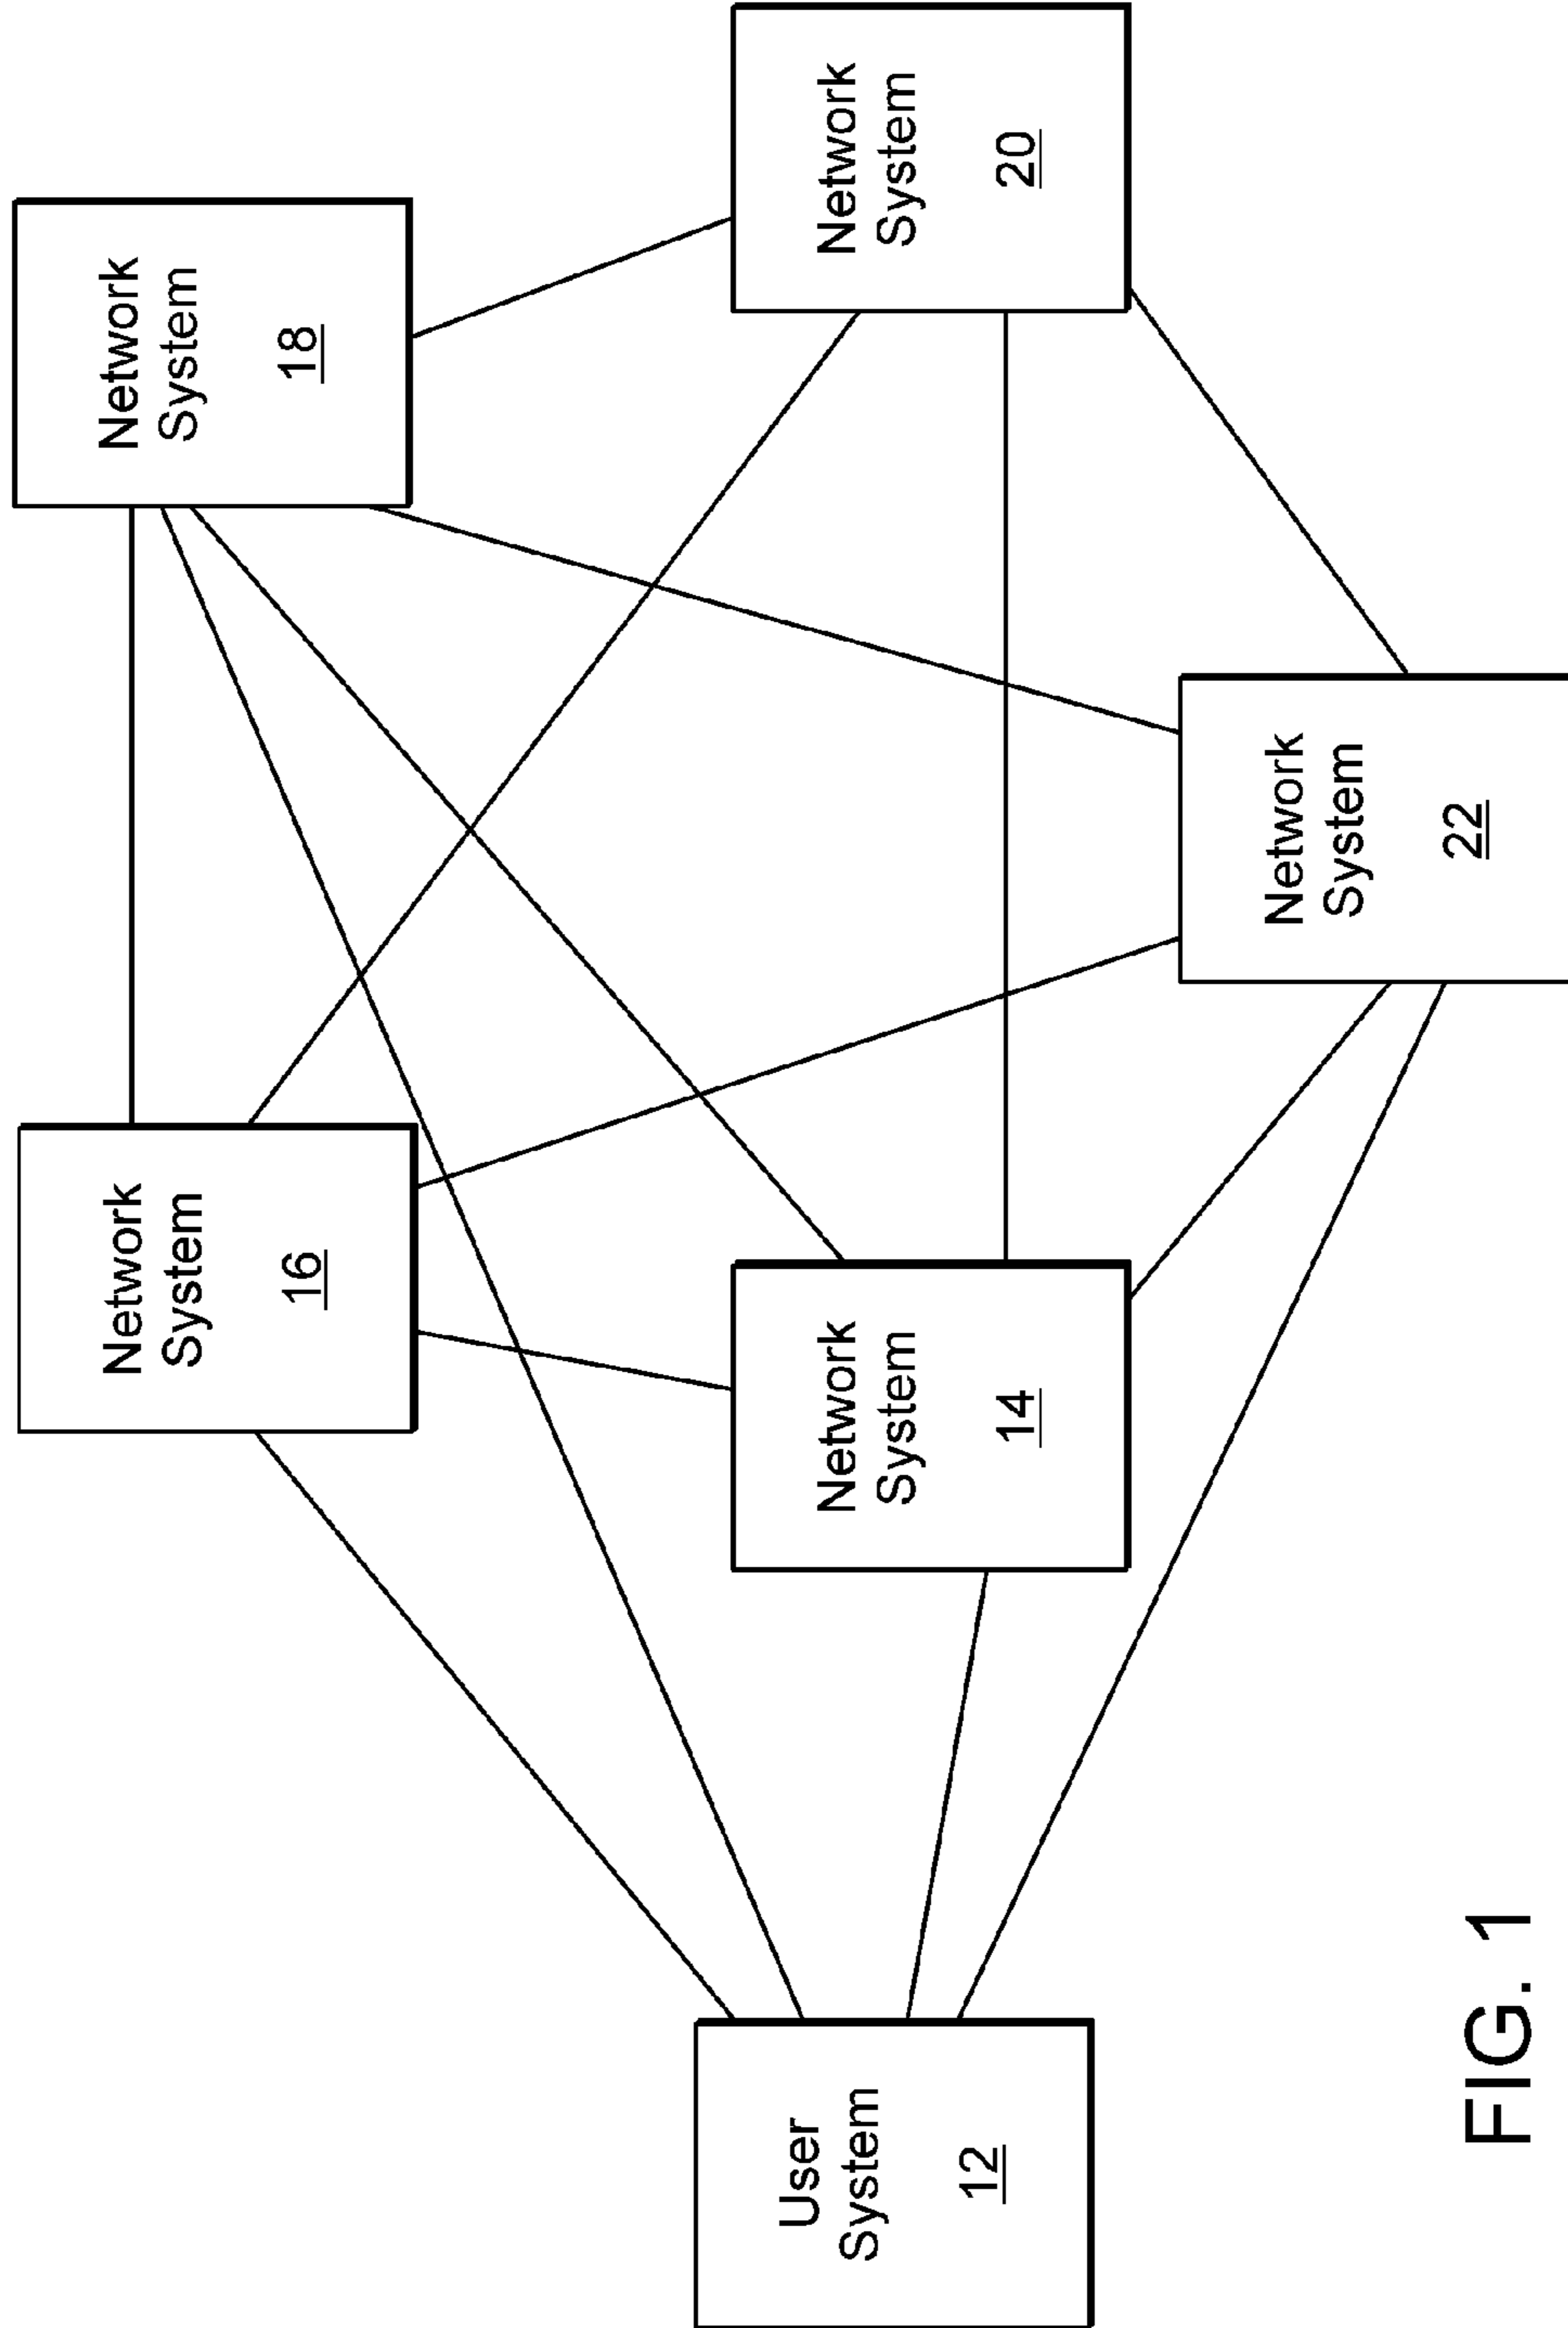 Network
System
16
Network
System
18
User
System
12
Network
System
14
Network
System
20
Network
System
22
FIG. 1